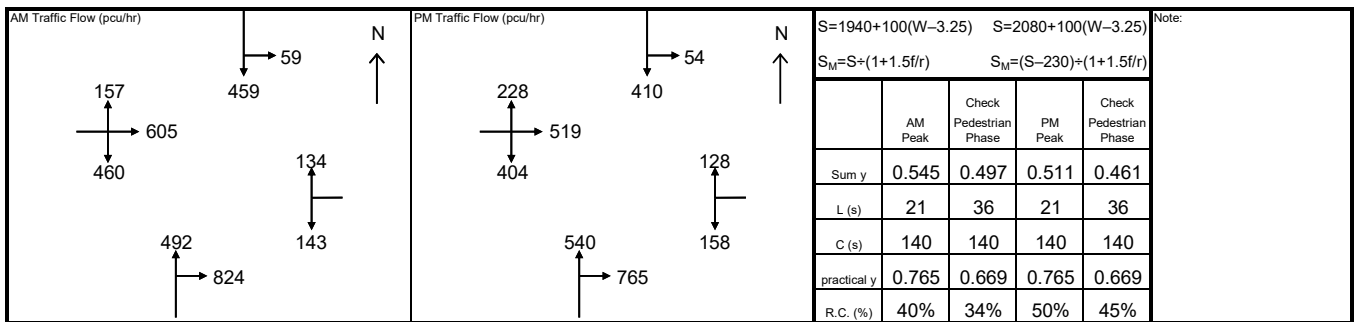 AM Traffic Flow (pcu/hr)
N
59
459
157
605
460
134
143
492
824
PM Traffic Flow (pcu/hr)
N
54
410
228
519
404
128
158
540
765
S=1940+100(W–3.25) S=2080+100(W–3.25)
S_M=S÷(1+1.5f/r) S_M=(S–230)÷(1+1.5f/r)
AM Peak Check Pedestrian Phase PM Peak Check Pedestrian Phase
Sum y 0.545 0.497 0.511 0.461
L (s) 21 36 21 36
C (s) 140 140 140 140
practical y 0.765 0.669 0.765 0.669
R.C. (%) 40% 34% 50% 45%
Note: